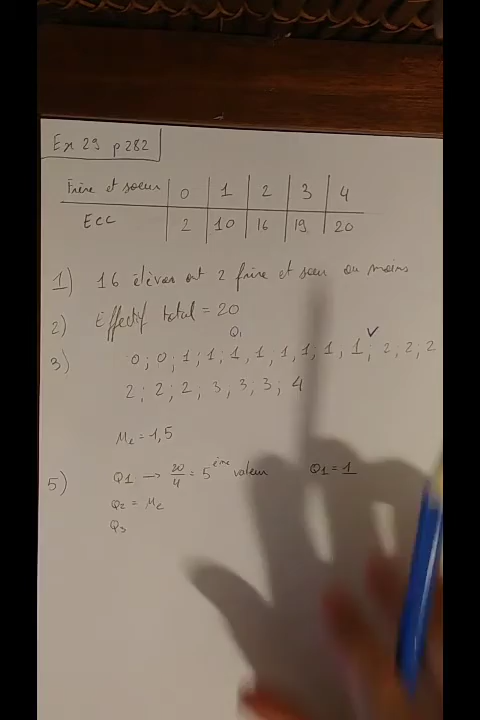 Ex 29 p282
Frère et soeur 0 1 2 3 4
ECC 2 10 16 19 20
1) 16 élèves ont 2 frère et soeur ou moins
2) Effectif total = 20
Q1
3) 0; 0; 1; 1; 1; 1; 1; 1; 1; 1; 2; 2; 2
2; 2; 2; 3; 3; 3; 4
Me = 1,5
5) Q1 → 20/4 = 5ème valeur Q1 = 1
Q2 = Me
Q3